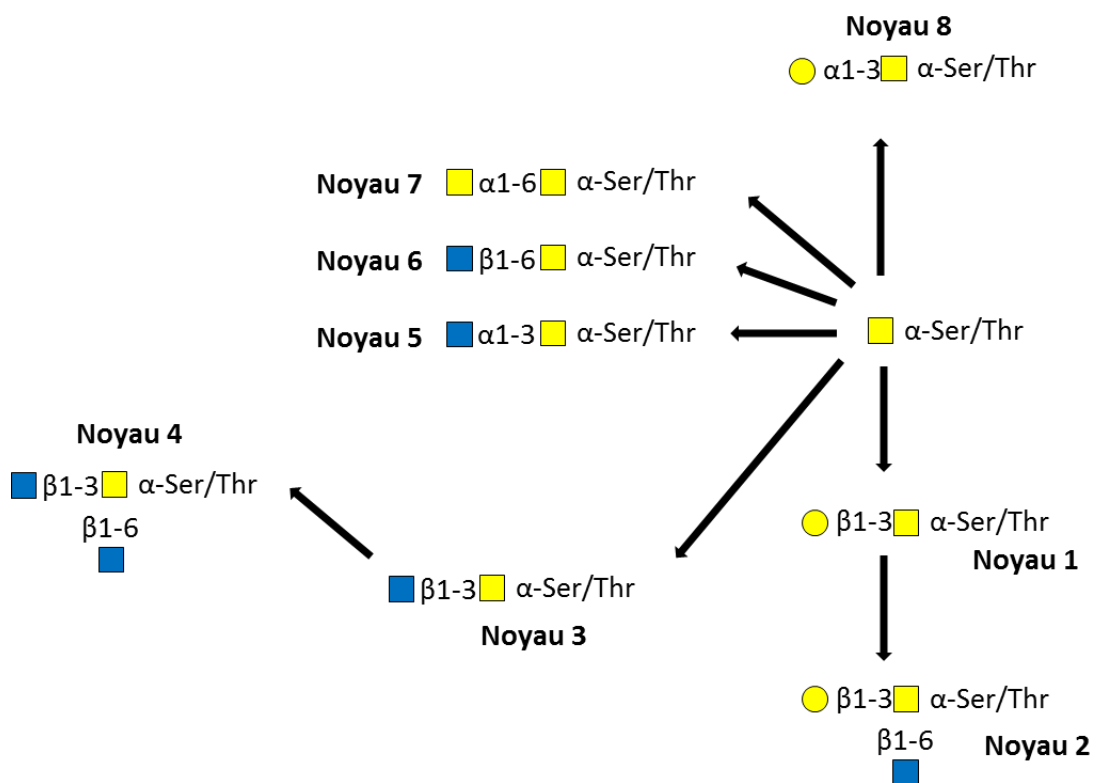 Noyau 8
α1-3 α-Ser/Thr
Noyau 7 α1-6 α-Ser/Thr
Noyau 6 β1-6 α-Ser/Thr
Noyau 5 α1-3 α-Ser/Thr
α-Ser/Thr
Noyau 4
β1-3 α-Ser/Thr
β1-6
β1-3 α-Ser/Thr
Noyau 1
β1-3 α-Ser/Thr
Noyau 3
β1-3 α-Ser/Thr
β1-6
Noyau 2